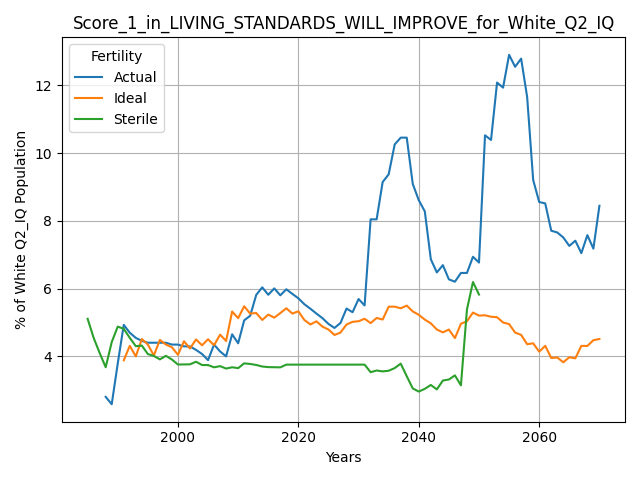 Score_1_in_LIVING_STANDARDS_WILL_IMPROVE_for_White_Q2_IQ
Fertility
Actual
Ideal
Sterile
% of White Q2_IQ Population
12
10
8
6
4
2000 2020 2040 2060
Years